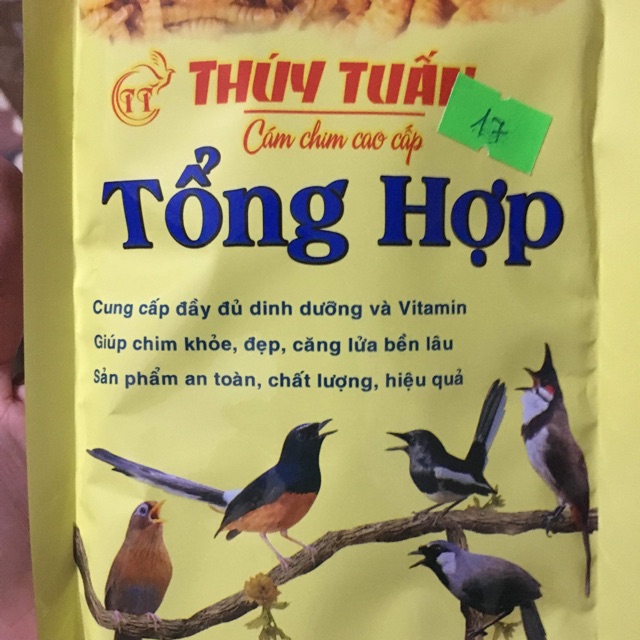 THÚY TUẤN
17
Cám chim cao cấp
Tổng Hợp
Cung cấp đầy đủ dinh dưỡng và Vitamin
Giúp chim khỏe, đẹp, căng lửa bền lâu
Sản phẩm an toàn, chất lượng, hiệu quả